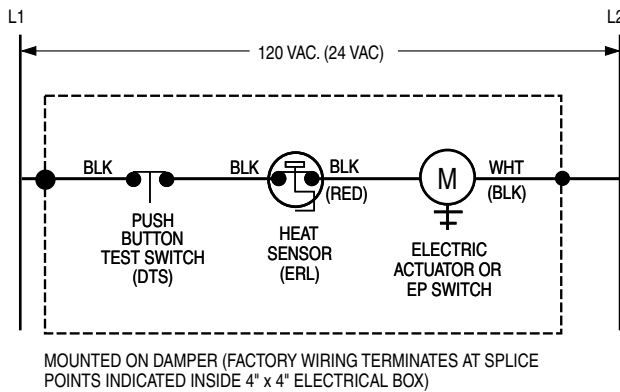 L1
L2
120 VAC. (24 VAC)
BLK
BLK
BLK
(RED)
M
WHT
(BLK)
PUSH
BUTTON
TEST SWITCH
(DTS)
HEAT
SENSOR
(ERL)
ELECTRIC
ACTUATOR OR
EP SWITCH
MOUNTED ON DAMPER (FACTORY WIRING TERMINATES AT SPLICE
POINTS INDICATED INSIDE 4" x 4" ELECTRICAL BOX)